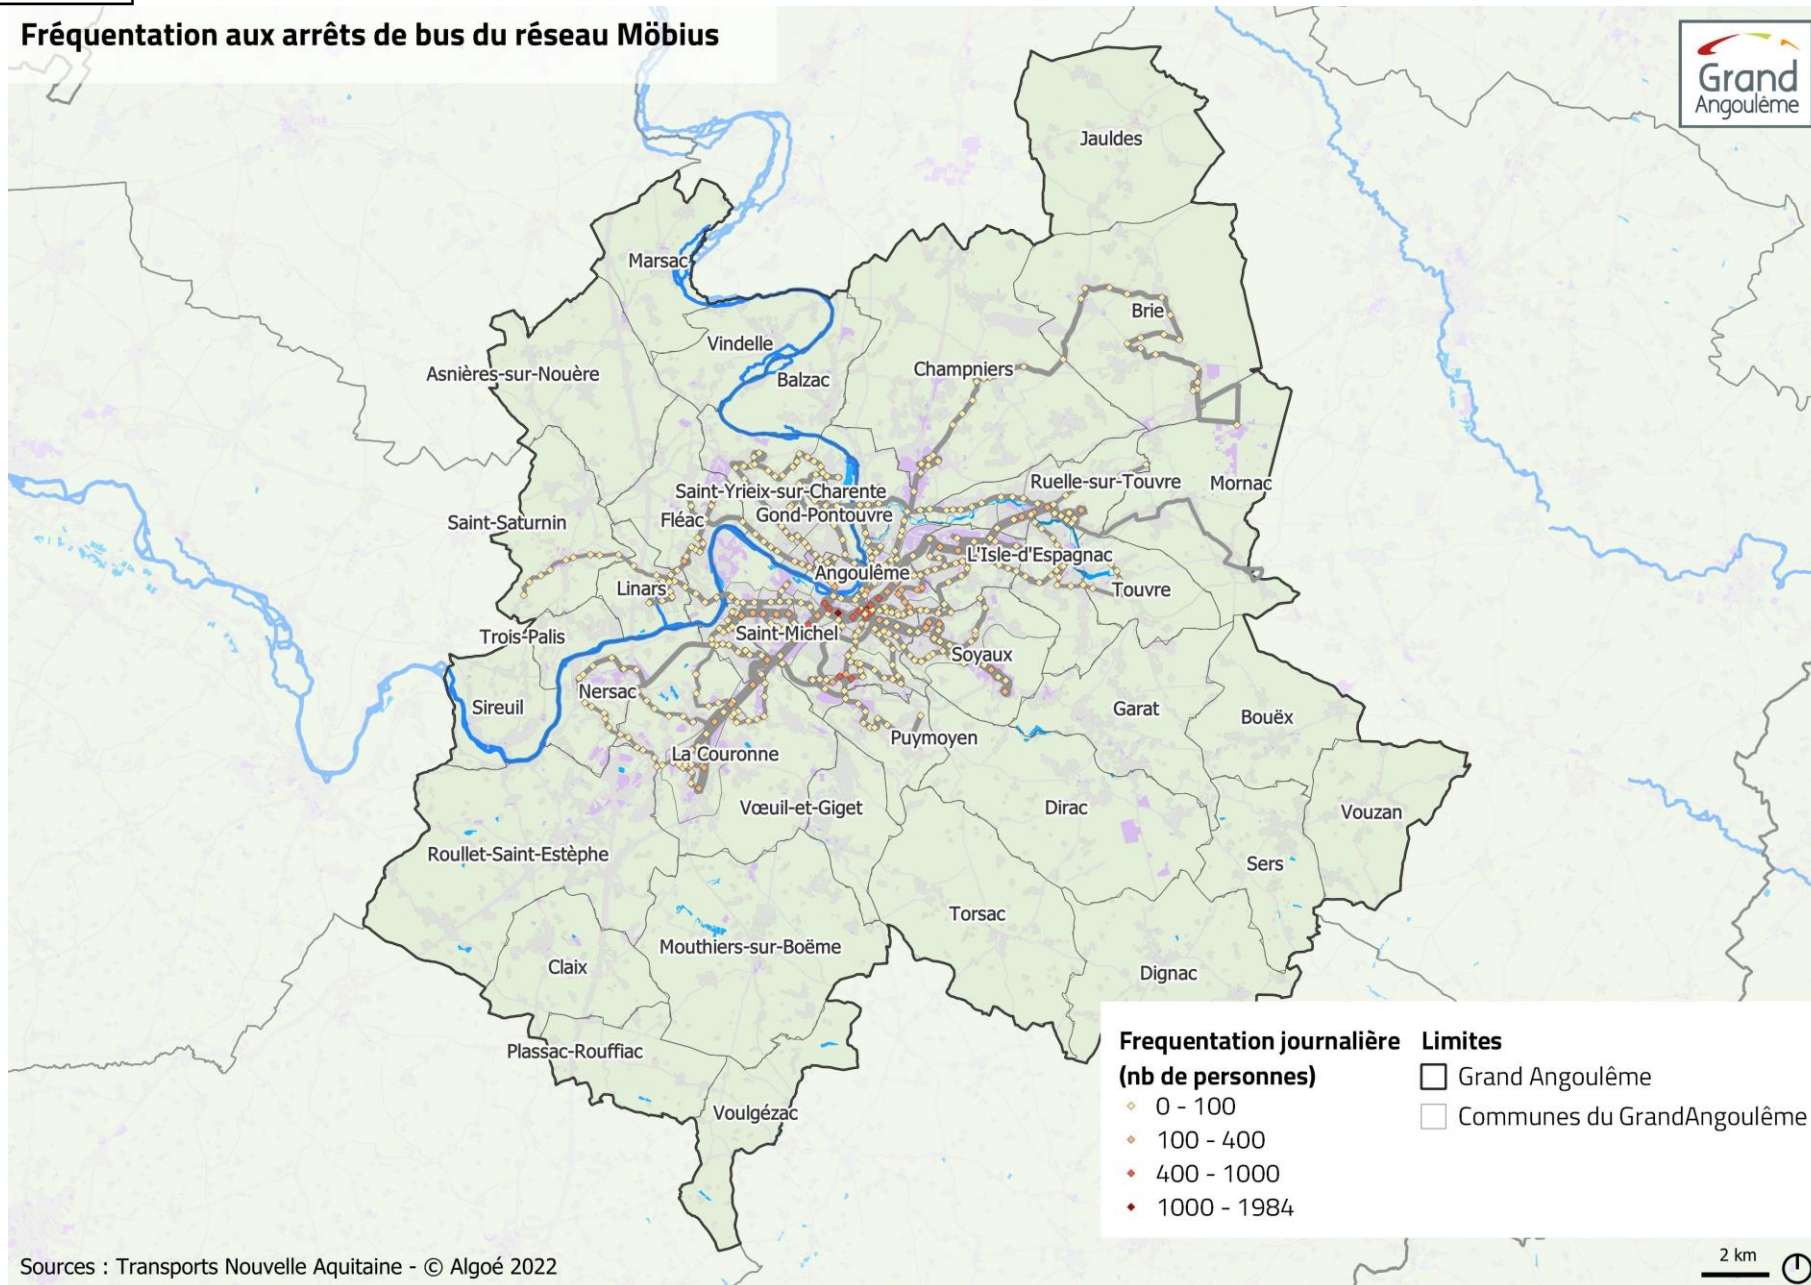 Fréquentation aux arrêts de bus du réseau Möbius
Grand
Angoulême
Jauldes
Marsac
Brie
Vindelle
Asnières-sur-Nouère
Balzac
Champniers
Saint-Yrieix-sur-Charente
Ruelle-sur-Touvre
Mornac
Saint-Saturnin
Fléac
Gond-Pontouvre
L'Isle-d'Espagnac
Angoulême
Linars
Touvre
Trois-Palis
Saint-Michel
Soyaux
Nersac
Sireuil
Garat
Bouëx
Puymoyen
La Couronne
Vœuil-et-Giget
Dirac
Vouzan
Roullet-Saint-Estèphe
Sers
Torsac
Mouthiers-sur-Boëme
Claix
Dignac
Plassac-Rouffiac
Voulgézac
Frequentation journalière
(nb de personnes)
0 - 100
100 - 400
400 - 1000
1000 - 1984
Limites
Grand Angoulême
Communes du GrandAngoulême
Sources : Transports Nouvelle Aquitaine - © Algoé 2022
2 km